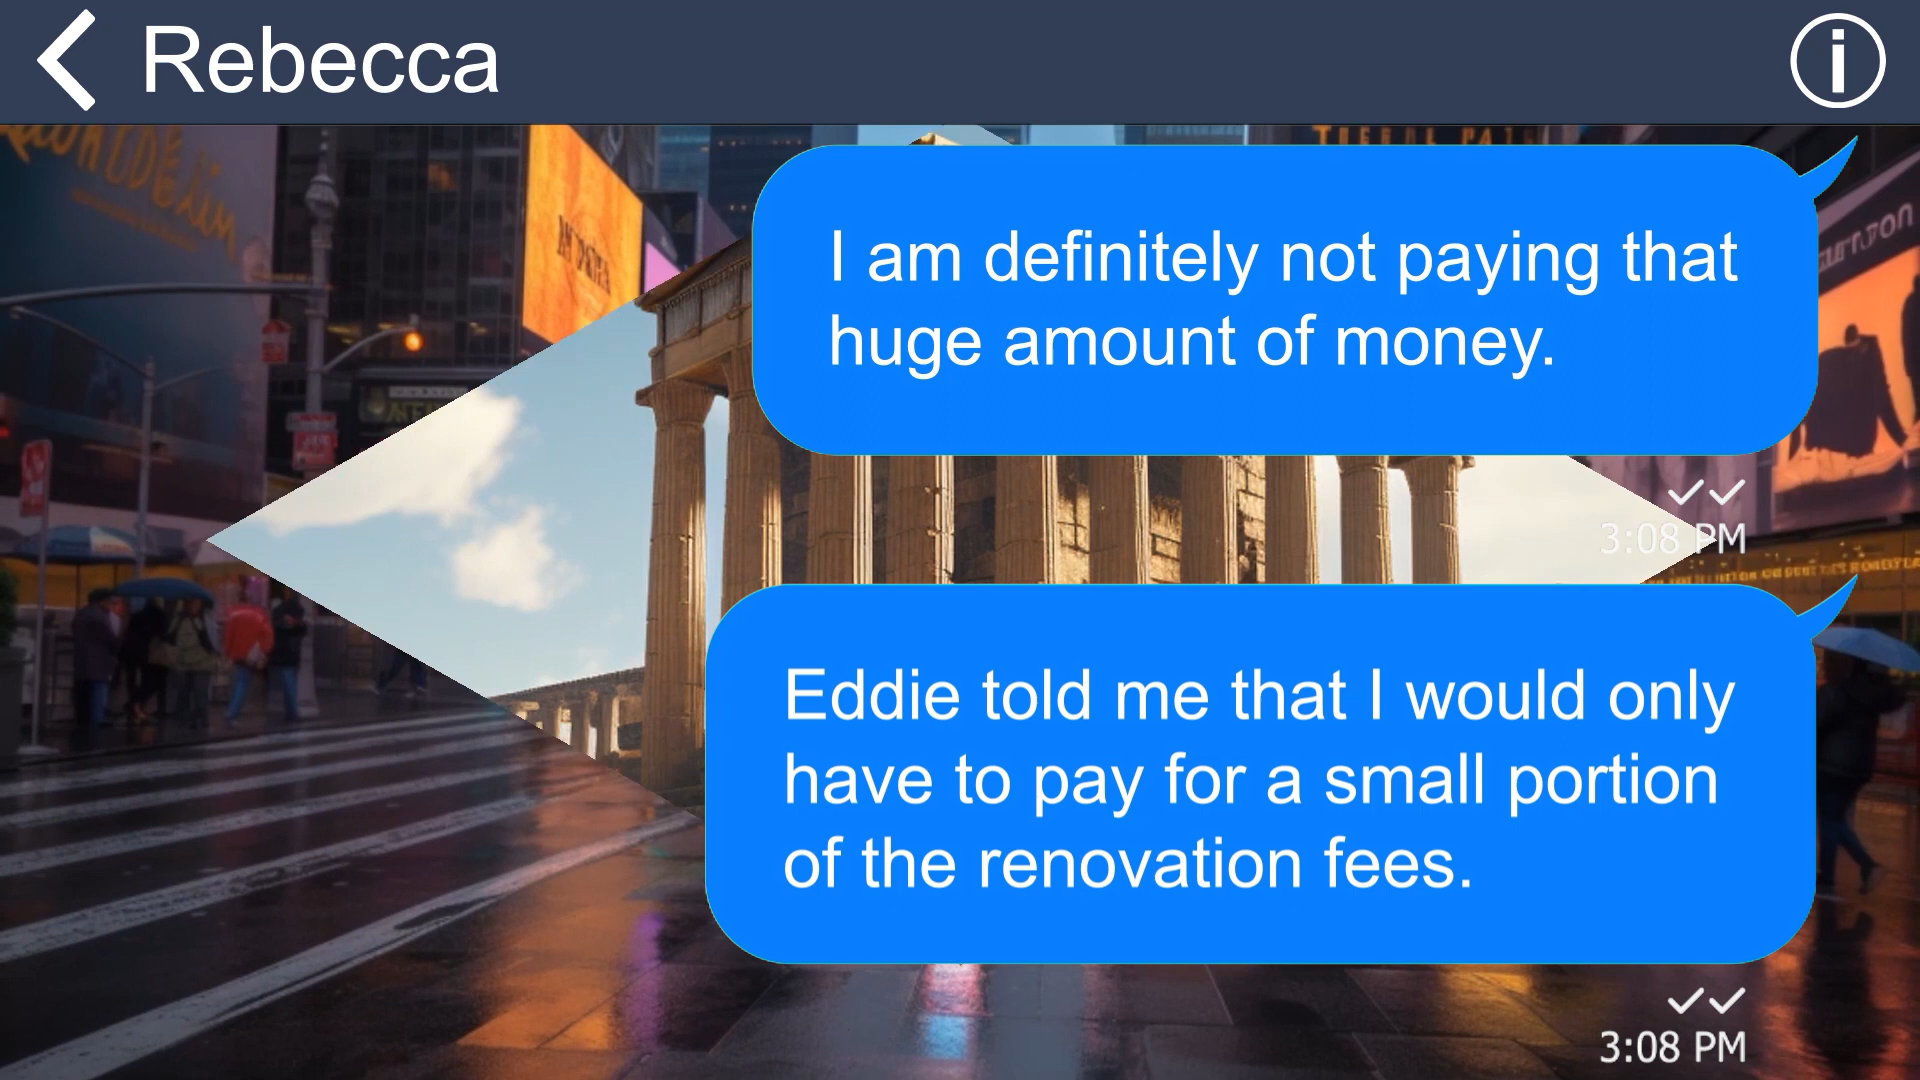 Rebecca
I am definitely not paying that
huge amount of money.
3:08 PM
Eddie told me that I would only
have to pay for a small portion
of the renovation fees.
3:08 PM